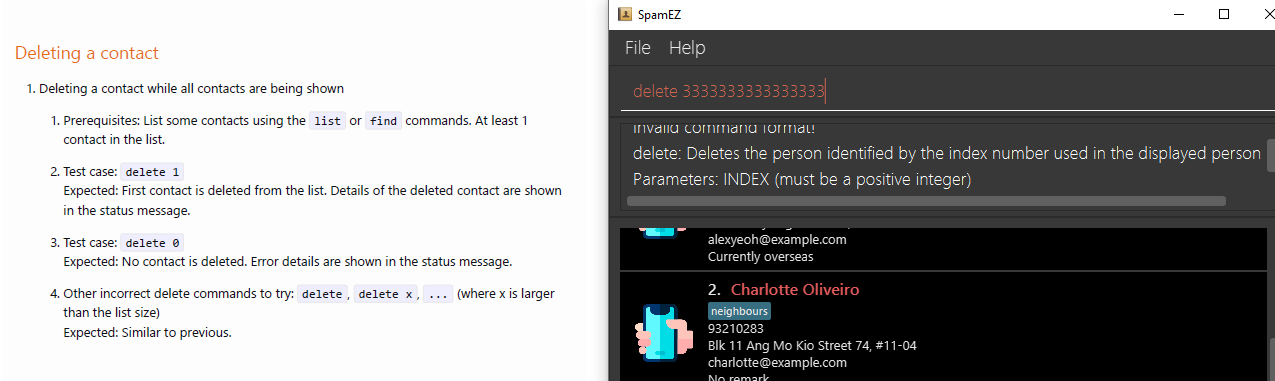 Deleting a contact
1. Deleting a contact while all contacts are being shown
1. Prerequisites: List some contacts using the list or find commands. At least 1
contact in the list.
2. Test case: delete 1
Expected: First contact is deleted from the list. Details of the deleted contact are shown
in the status message.
3. Test case: delete 0
Expected: No contact is deleted. Error details are shown in the status message.
4. Other incorrect delete commands to try: delete, delete x, ... (where x is larger
than the list size)
Expected: Similar to previous.
SpamEZ
File Help
delete 3333333333333333
Invalid command format!
delete: Deletes the person identified by the index number used in the displayed person
Parameters: INDEX (must be a positive integer)
alexyeoh@example.com
Currently overseas
2. Charlotte Oliveiro
neighbours
93210283
Blk 11 Ang Mo Kio Street 74, #11-04
charlotte@example.com
No remark